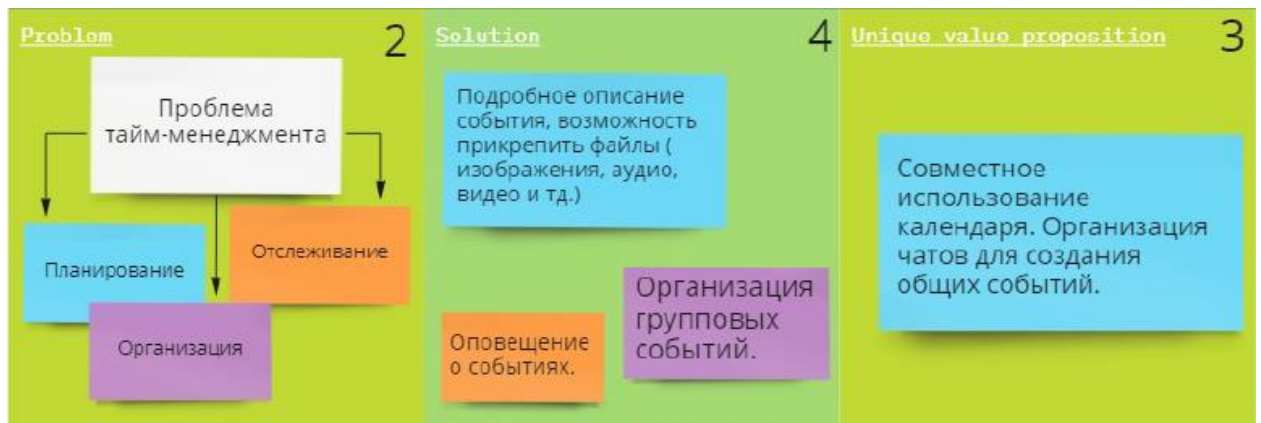 Problem
2
Проблема
тайм-менеджмента
Планирование
Отслеживание
Организация
Solution
4
Подробное описание
события, возможность
прикрепить файлы (
изображения, аудио,
видео и тд.)
Организация
групповых
событий.
Оповещение
о событиях.
Unique value proposition
3
Совместное
использование
календаря. Организация
чатов для создания
общих событий.